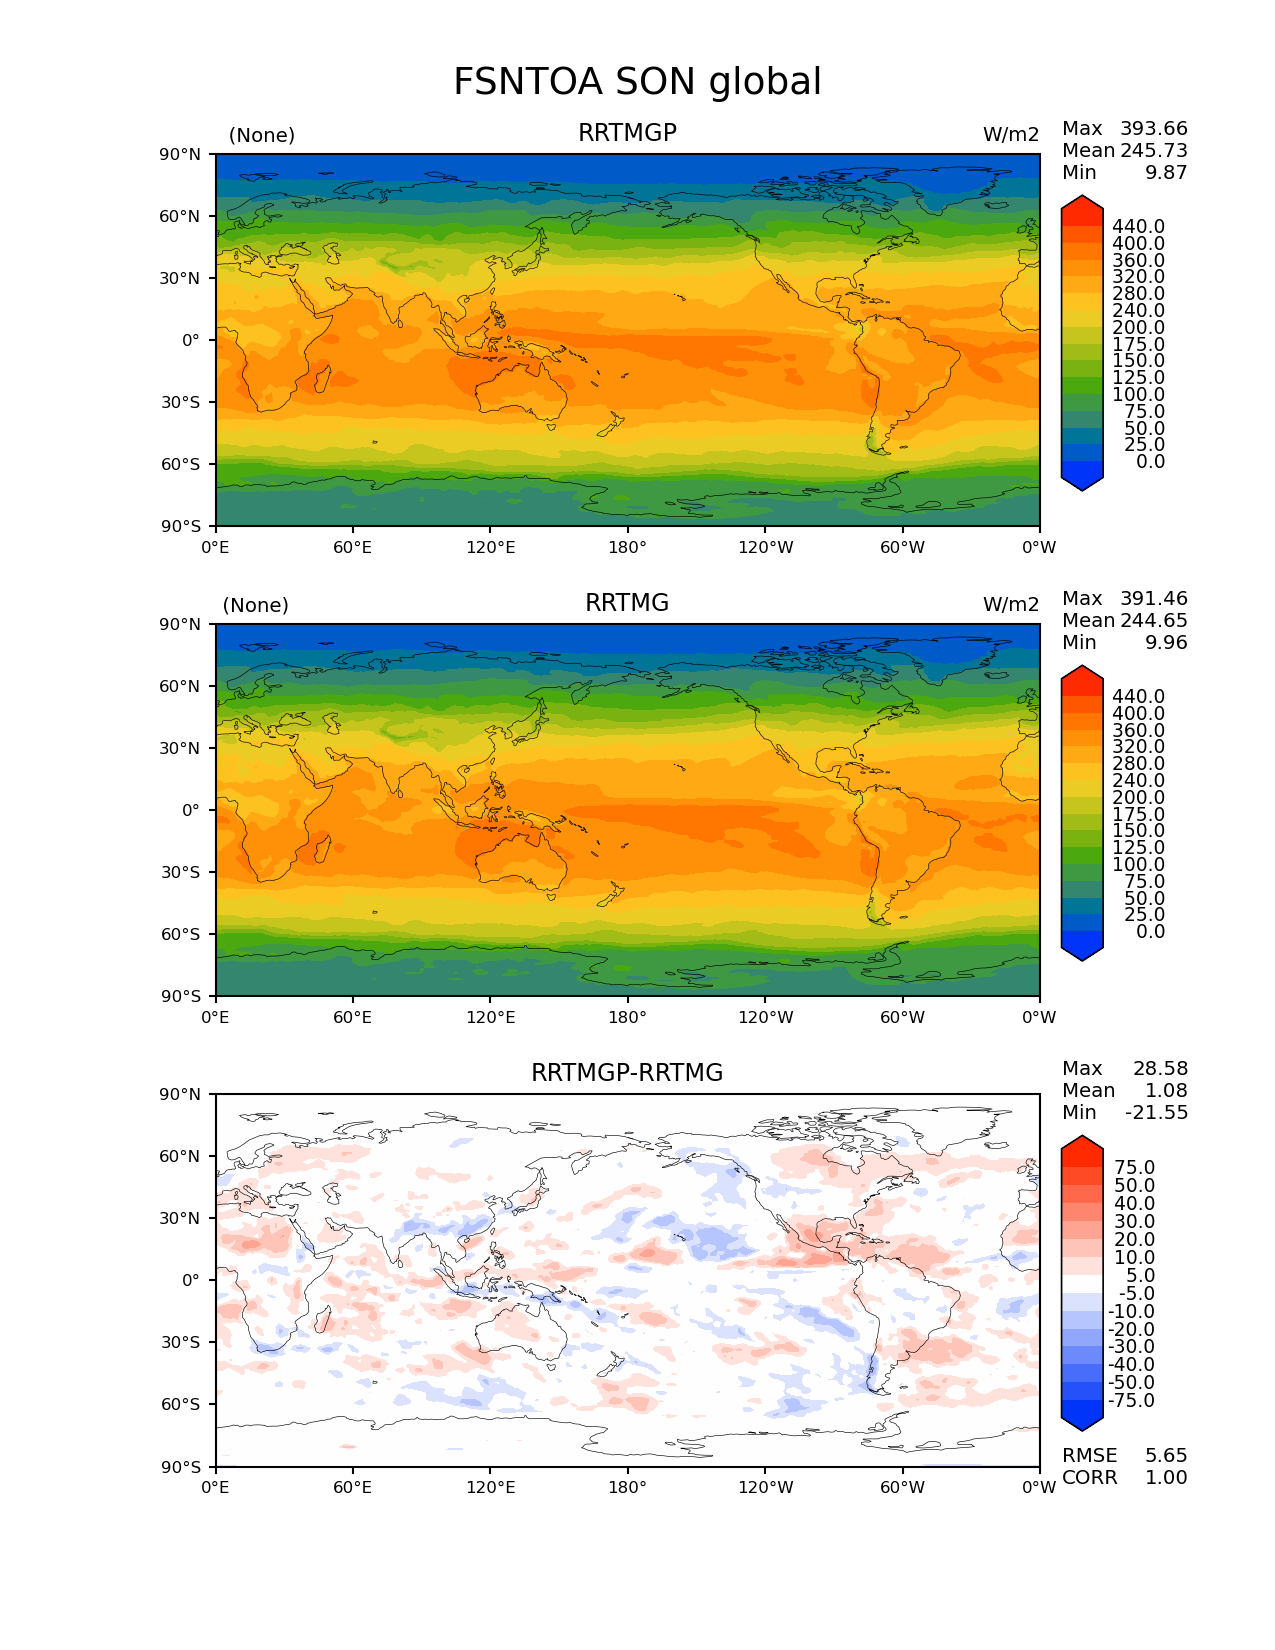 FSNTOA SON global
(None) RRTMGP W/m2
Max 393.66
Mean 245.73
Min 9.87
90°N
60°N
30°N
0°
30°S
60°S
90°S
0°E 60°E 120°E 180° 120°W 60°W 0°W
440.0
400.0
360.0
320.0
280.0
240.0
200.0
175.0
150.0
125.0
100.0
75.0
50.0
25.0
0.0
(None) RRTMG W/m2
Max 391.46
Mean 244.65
Min 9.96
90°N
60°N
30°N
0°
30°S
60°S
90°S
0°E 60°E 120°E 180° 120°W 60°W 0°W
440.0
400.0
360.0
320.0
280.0
240.0
200.0
175.0
150.0
125.0
100.0
75.0
50.0
25.0
0.0
RRTMGP-RRTMG
Max 28.58
Mean 1.08
Min -21.55
90°N
60°N
30°N
0°
30°S
60°S
90°S
0°E 60°E 120°E 180° 120°W 60°W 0°W
75.0
50.0
40.0
30.0
20.0
10.0
5.0
-5.0
-10.0
-20.0
-30.0
-40.0
-50.0
-75.0
RMSE 5.65
CORR 1.00